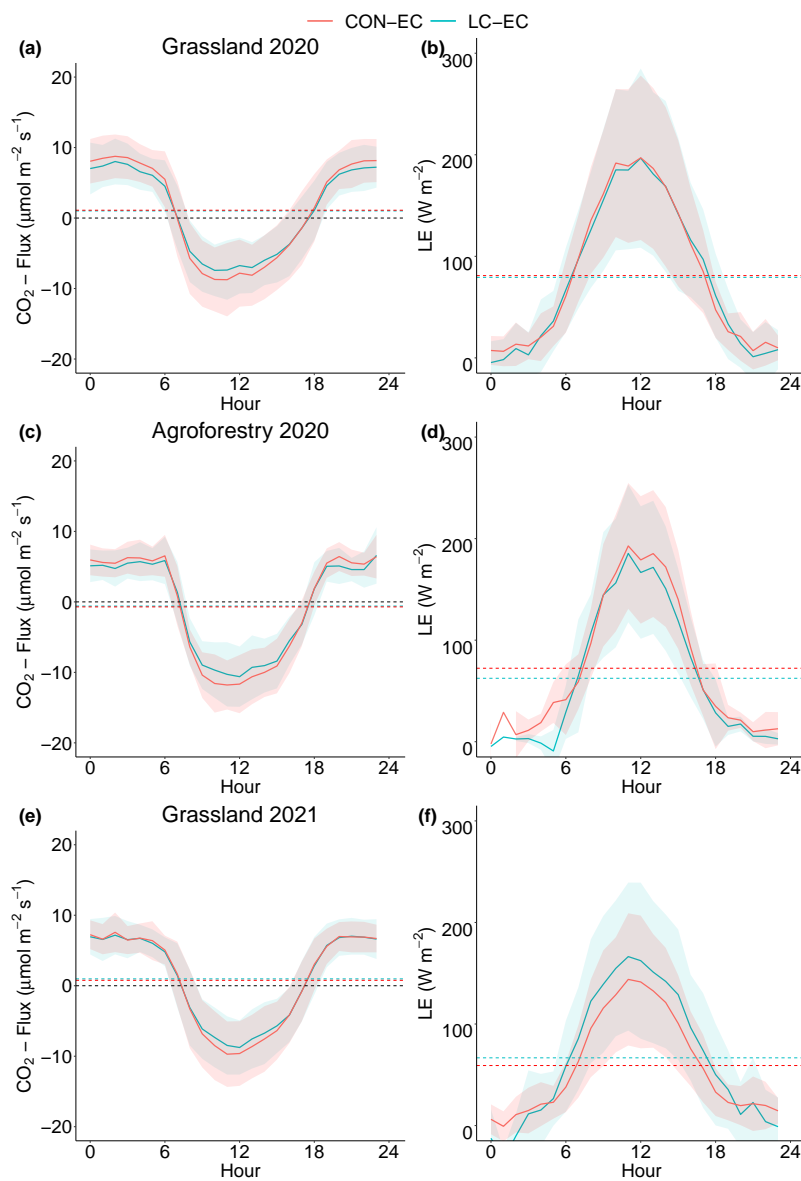 CON−EC LC−EC
(a) Grassland 2020 (b)
20
10
0
−10
−20
CO2 − Flux (μmol m−2 s−1)
0 6 12 18 24
Hour
300
200
100
0
LE (W m−2)
0 6 12 18 24
Hour
(c) Agroforestry 2020 (d)
20
10
0
−10
−20
CO2 − Flux (μmol m−2 s−1)
0 6 12 18 24
Hour
300
200
100
0
LE (W m−2)
0 6 12 18 24
Hour
(e) Grassland 2021 (f)
20
10
0
−10
−20
CO2 − Flux (μmol m−2 s−1)
0 6 12 18 24
Hour
300
200
100
0
LE (W m−2)
0 6 12 18 24
Hour